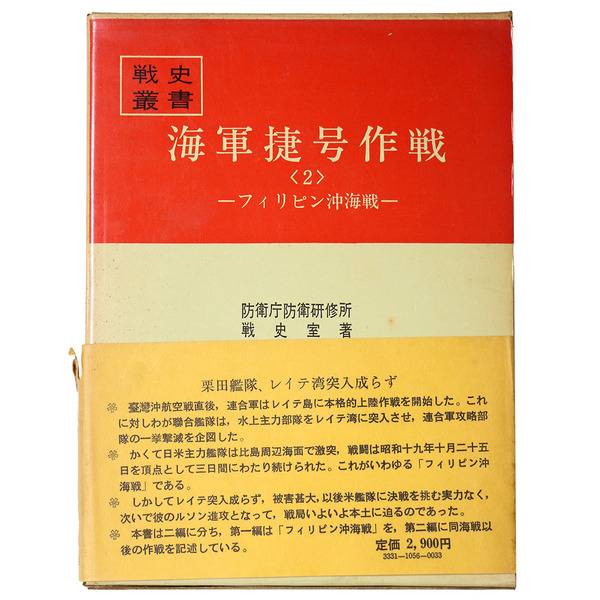 戦史
叢書
海軍捷号作戦
〈2〉
―フィリピン沖海戦―
防衛庁防衛研修所
戦史室著
栗田艦隊、レイテ湾突入成らず
❋ 臺灣沖航空戦直後，連合軍はレイテ島に本格的上陸作戦を開始した。これ
に対しわが聯合艦隊は，水上主力部隊をレイテ湾に突入させ，連合軍攻略部
隊の一挙撃滅を企図した。
❋ かくて日米主力艦隊は比島周辺海面で激突，戦闘は昭和十九年十月二十五
日を頂点として三日間にわたり続けられた。これがいわゆる「フィリピン沖
海戦」である。
❋ しかしてレイテ突入成らず，被害甚大，以後米艦隊に決戦を挑む実力なく，
次いで彼のルソン進攻となって，戦局いよいよ本土に迫るのであった。
❋ 本書は二編に分ち，第一編は「フィリピン沖海戦」を，第二編に同海戦以
後の作戦を記述している。
定価 2,900円
3331-1056-0033